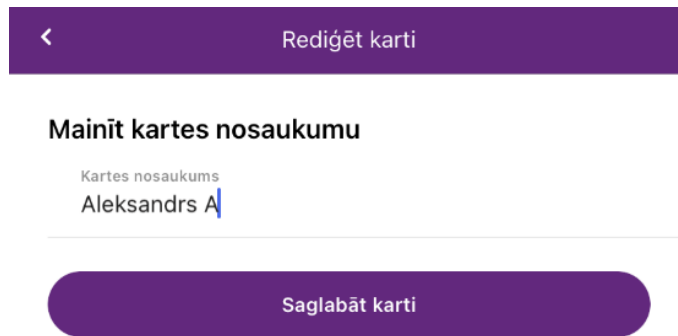 Rediģēt karti
Mainīt kartes nosaukumu
Kartes nosaukums
Aleksandrs A
Saglabāt karti